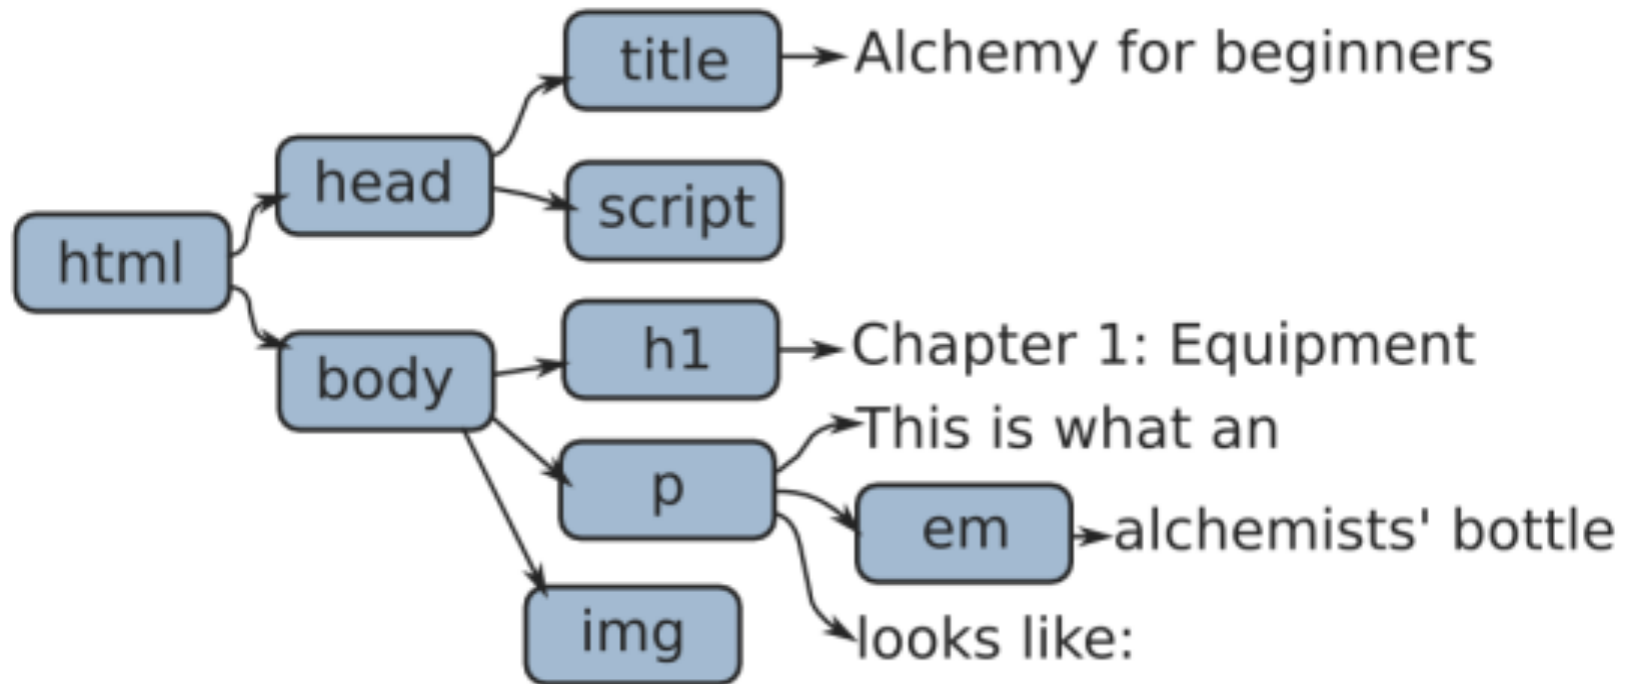 title
Alchemy for beginners
head
script
html
h1
Chapter 1: Equipment
body
This is what an
p
em
alchemists' bottle
img
looks like: